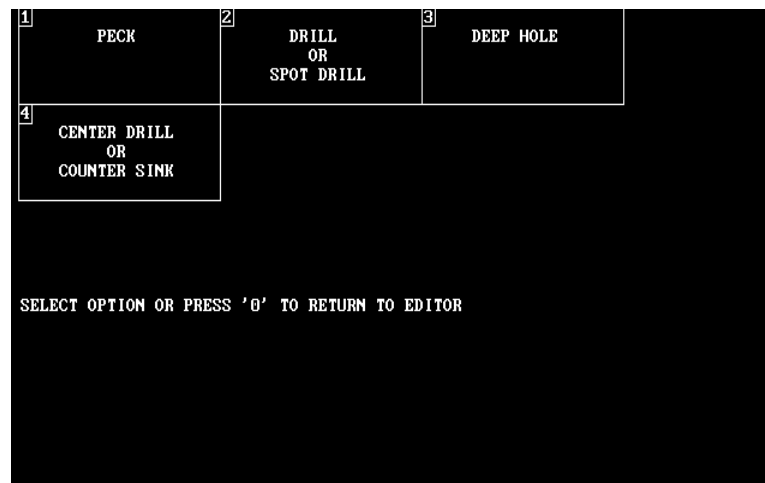 1
PECK
2
DRILL
OR
SPOT DRILL
3
DEEP HOLE
4
CENTER DRILL
OR
COUNTER SINK
SELECT OPTION OR PRESS '0' TO RETURN TO EDITOR